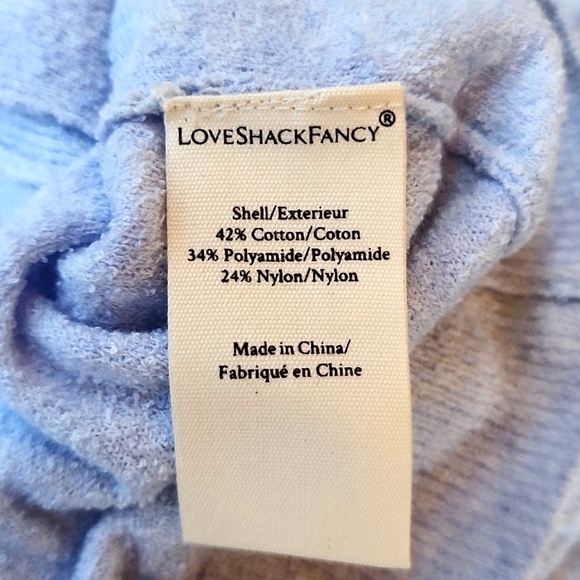 LOVESHACKFANCY®
Shell/Exterieur
42% Cotton/Coton
34% Polyamide/Polyamide
24% Nylon/Nylon
Made in China/
Fabriqué en Chine